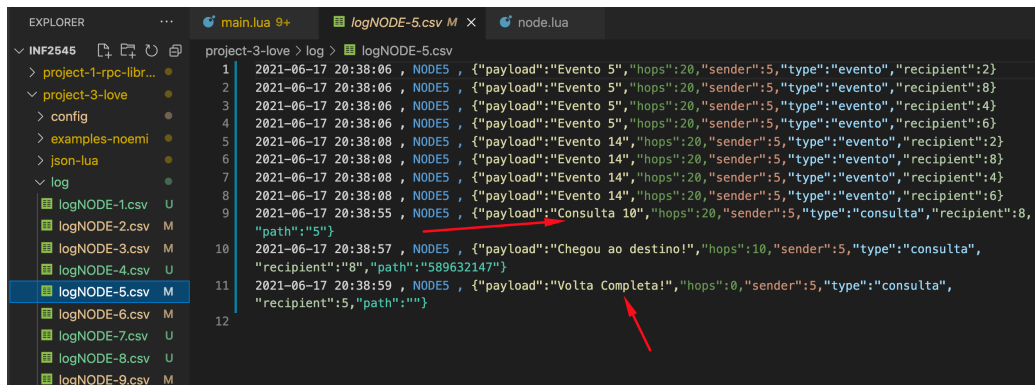 EXPLORER
main.lua 9+
logNODE-5.csv M
node.lua
INF2545
project-3-love > log > logNODE-5.csv
project-1-rpc-libr...
project-3-love
config
examples-noemi
json-lua
log
logNODE-1.csv U
logNODE-2.csv M
logNODE-3.csv M
logNODE-4.csv U
logNODE-5.csv M
logNODE-6.csv M
logNODE-7.csv U
logNODE-8.csv U
logNODE-9.csv M
1 2021-06-17 20:38:06 , NODE5 , {"payload":"Evento 5","hops":20,"sender":5,"type":"evento","recipient":2}
2 2021-06-17 20:38:06 , NODE5 , {"payload":"Evento 5","hops":20,"sender":5,"type":"evento","recipient":8}
3 2021-06-17 20:38:06 , NODE5 , {"payload":"Evento 5","hops":20,"sender":5,"type":"evento","recipient":4}
4 2021-06-17 20:38:06 , NODE5 , {"payload":"Evento 5","hops":20,"sender":5,"type":"evento","recipient":6}
5 2021-06-17 20:38:08 , NODE5 , {"payload":"Evento 14","hops":20,"sender":5,"type":"evento","recipient":2}
6 2021-06-17 20:38:08 , NODE5 , {"payload":"Evento 14","hops":20,"sender":5,"type":"evento","recipient":8}
7 2021-06-17 20:38:08 , NODE5 , {"payload":"Evento 14","hops":20,"sender":5,"type":"evento","recipient":4}
8 2021-06-17 20:38:08 , NODE5 , {"payload":"Evento 14","hops":20,"sender":5,"type":"evento","recipient":6}
9 2021-06-17 20:38:55 , NODE5 , {"payload":"Consulta 10","hops":20,"sender":5,"type":"consulta","recipient":8,
"path":"5"}
10 2021-06-17 20:38:57 , NODE5 , {"payload":"Chegou ao destino!","hops":10,"sender":5,"type":"consulta",
"recipient":"8","path":"589632147"}
11 2021-06-17 20:38:59 , NODE5 , {"payload":"Volta Completa!","hops":0,"sender":5,"type":"consulta",
"recipient":5,"path":""}
12